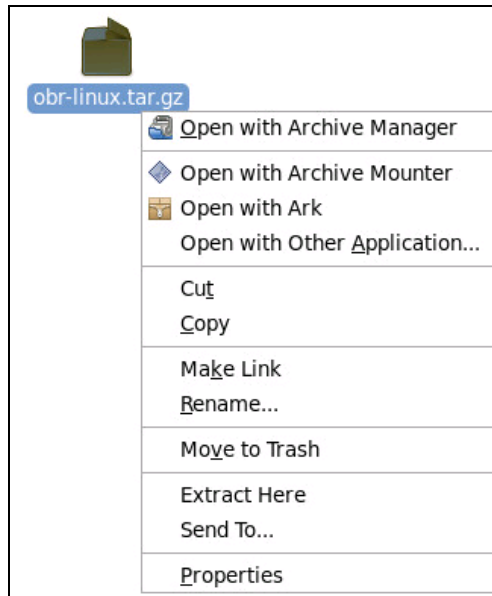 obr-linux.tar.gz
Open with Archive Manager
Open with Archive Mounter
Open with Ark
Open with Other Application...
Cut
Copy
Make Link
Rename...
Move to Trash
Extract Here
Send To...
Properties